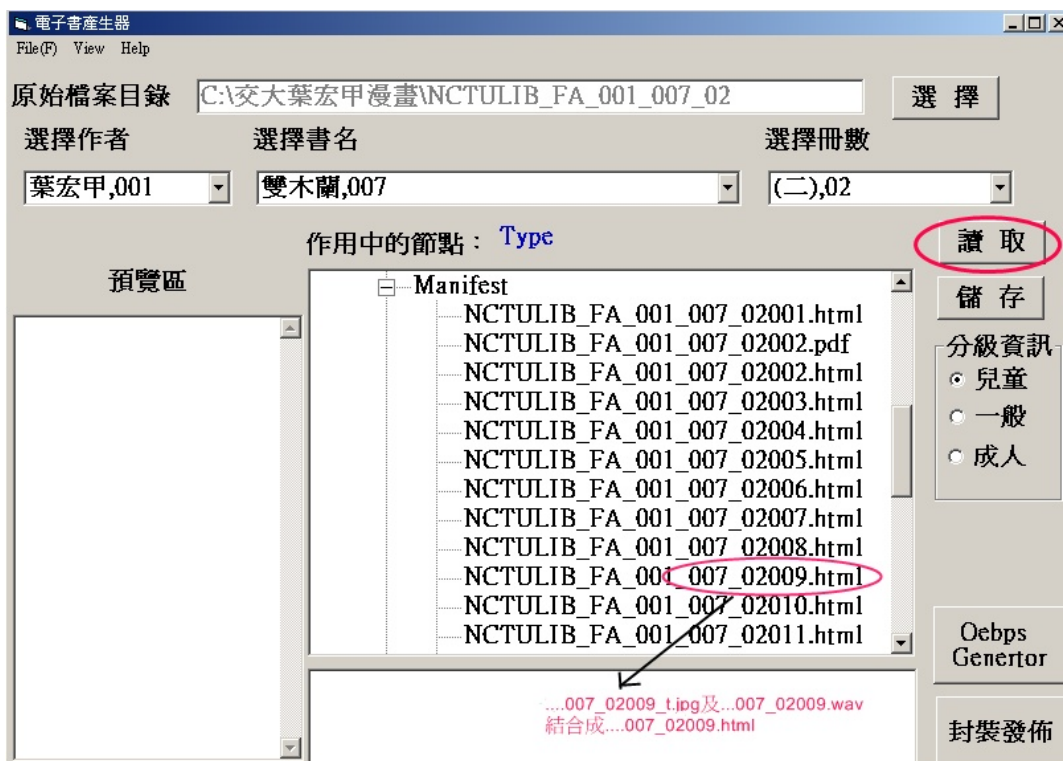 電子書產生器
File(F) View Help
原始檔案目錄 C:\交大葉宏甲漫畫\NCTULIB_FA_001_007_02 選 擇
選擇作者 選擇書名 選擇冊數
葉宏甲,001 雙木蘭,007 (二),02
作用中的節點： Type 讀 取
預覽區
Manifest
NCTULIB_FA_001_007_02001.html
NCTULIB_FA_001_007_02002.pdf
NCTULIB_FA_001_007_02002.html
NCTULIB_FA_001_007_02003.html
NCTULIB_FA_001_007_02004.html
NCTULIB_FA_001_007_02005.html
NCTULIB_FA_001_007_02006.html
NCTULIB_FA_001_007_02007.html
NCTULIB_FA_001_007_02008.html
NCTULIB_FA_001_007_02009.html
NCTULIB_FA_001_007_02010.html
NCTULIB_FA_001_007_02011.html
儲 存
分級資訊
兒童
一般
成人
Oebps
Genertor
....007_02009_t.jpg及...007_02009.wav
結合成....007_02009.html
封裝發佈